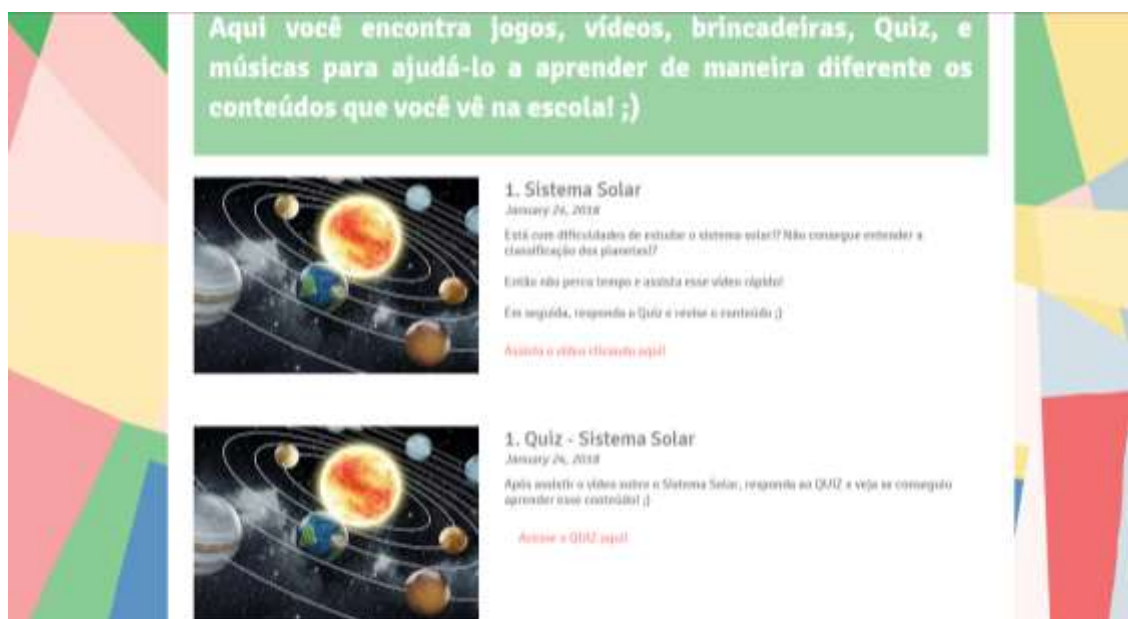 Aqui você encontra jogos, vídeos, brincadeiras, Quiz, e
músicas para ajudá-lo a aprender de maneira diferente os
conteúdos que você vê na escola! ;)
1. Sistema Solar
January 24, 2018
Está com dificuldades de estudar o sistema solar!? Não consegue entender a
classificação dos planetas!?
Então não perca tempo e assista esse vídeo rápido!
Em seguida, responda o Quiz e revise o conteúdo ;)
Assista o vídeo clicando aqui!
1. Quiz - Sistema Solar
January 24, 2018
Após assistir o vídeo sobre o Sistema Solar, responda ao QUIZ e veja se conseguiu
aprender esse conteúdo! ;)
Acesse o QUIZ aqui!